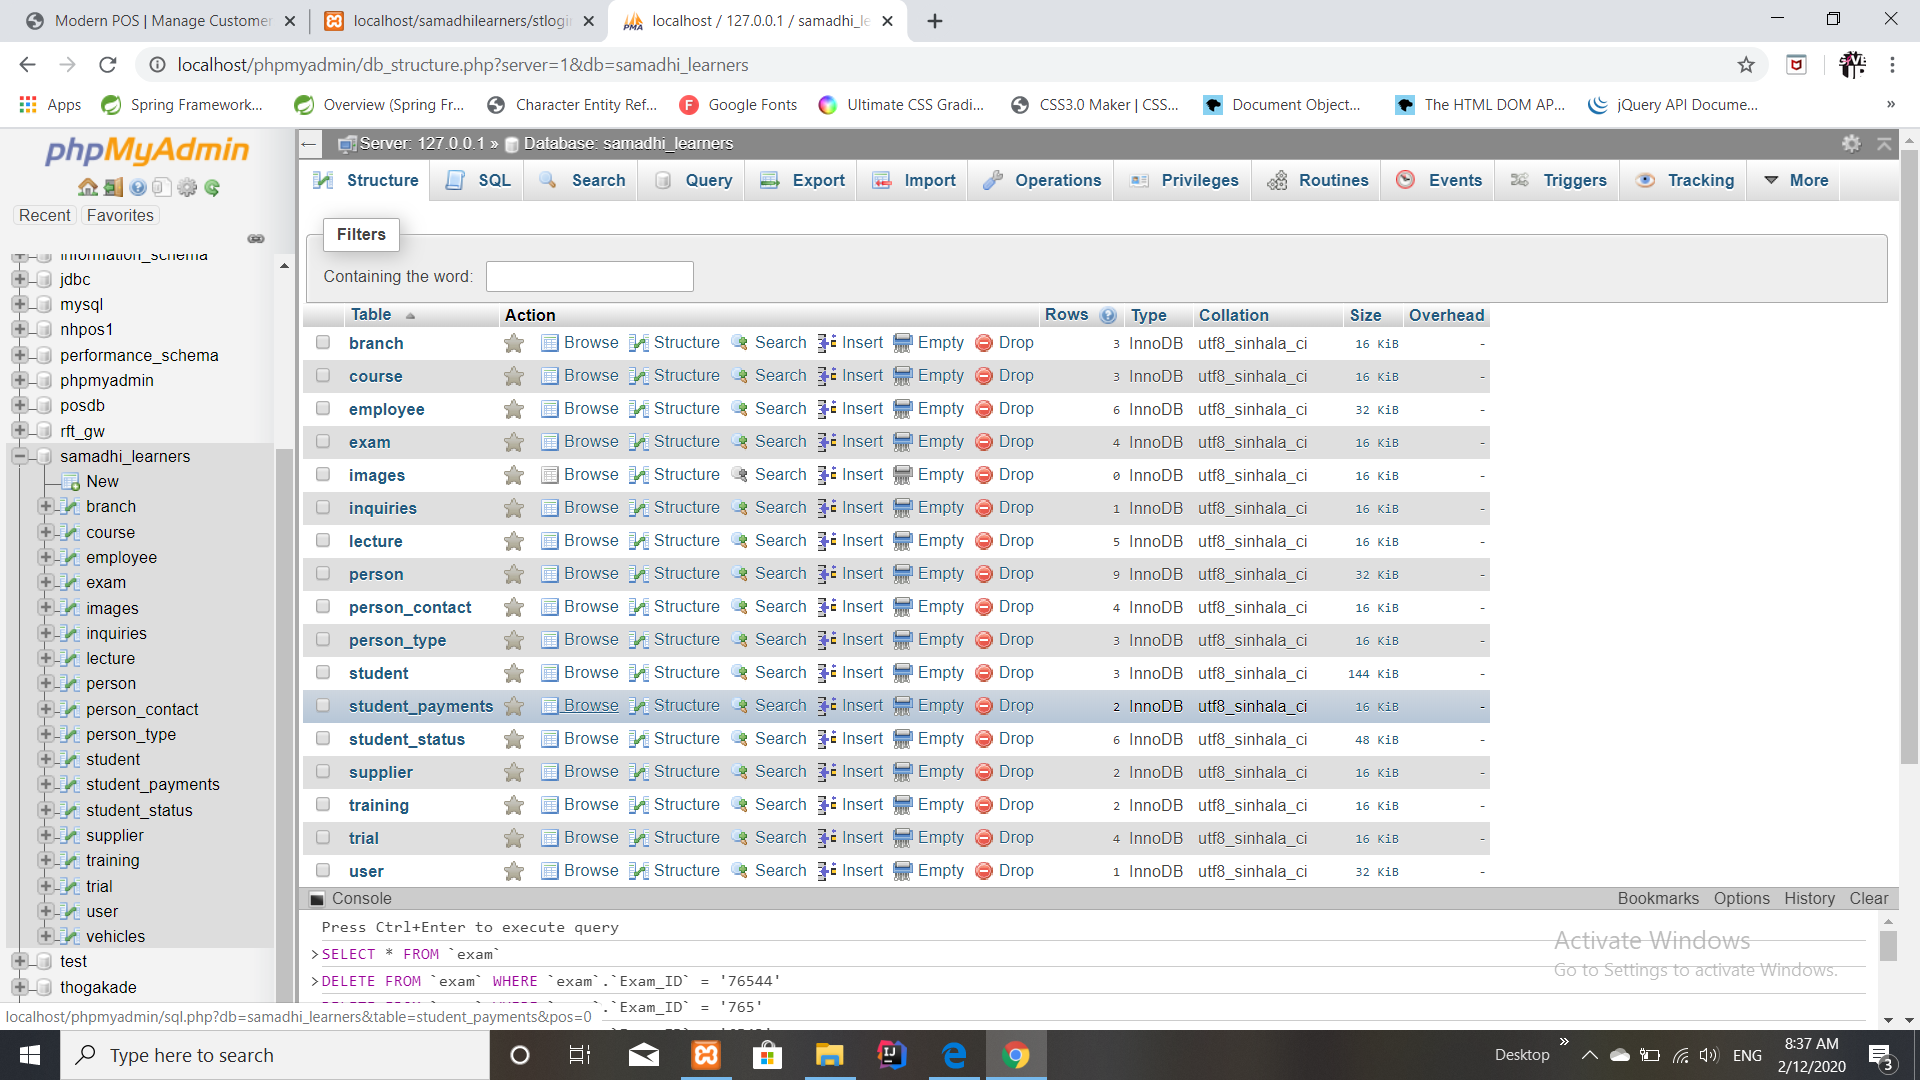 Modern POS | Manage Customer
localhost/samadhilearners/stlogi
localhost / 127.0.0.1 / samadhi_le
localhost/phpmyadmin/db_structure.php?server=1&db=samadhi_learners
Apps Spring Framework... Overview (Spring Fr... Character Entity Ref... Google Fonts Ultimate CSS Gradi... CSS3.0 Maker | CSS... Document Object... The HTML DOM AP... jQuery API Docume... »
phpMyAdmin
Recent Favorites
information_schema
jdbc
mysql
nhpos1
performance_schema
phpmyadmin
posdb
rft_gw
samadhi_learners
New
branch
course
employee
exam
images
inquiries
lecture
person
person_contact
person_type
student
student_payments
student_status
supplier
training
trial
user
vehicles
test
thogakade
Server: 127.0.0.1 » Database: samadhi_learners
Structure SQL Search Query Export Import Operations Privileges Routines Events Triggers Tracking More
Filters
Containing the word:
Table Action Rows Type Collation Size Overhead
branch Browse Structure Search Insert Empty Drop 3 InnoDB utf8_sinhala_ci 16 KiB -
course Browse Structure Search Insert Empty Drop 3 InnoDB utf8_sinhala_ci 16 KiB -
employee Browse Structure Search Insert Empty Drop 6 InnoDB utf8_sinhala_ci 32 KiB -
exam Browse Structure Search Insert Empty Drop 4 InnoDB utf8_sinhala_ci 16 KiB -
images Browse Structure Search Insert Empty Drop 0 InnoDB utf8_sinhala_ci 16 KiB -
inquiries Browse Structure Search Insert Empty Drop 1 InnoDB utf8_sinhala_ci 16 KiB -
lecture Browse Structure Search Insert Empty Drop 5 InnoDB utf8_sinhala_ci 16 KiB -
person Browse Structure Search Insert Empty Drop 9 InnoDB utf8_sinhala_ci 32 KiB -
person_contact Browse Structure Search Insert Empty Drop 4 InnoDB utf8_sinhala_ci 16 KiB -
person_type Browse Structure Search Insert Empty Drop 3 InnoDB utf8_sinhala_ci 16 KiB -
student Browse Structure Search Insert Empty Drop 3 InnoDB utf8_sinhala_ci 144 KiB -
student_payments Browse Structure Search Insert Empty Drop 2 InnoDB utf8_sinhala_ci 16 KiB -
student_status Browse Structure Search Insert Empty Drop 6 InnoDB utf8_sinhala_ci 48 KiB -
supplier Browse Structure Search Insert Empty Drop 2 InnoDB utf8_sinhala_ci 16 KiB -
training Browse Structure Search Insert Empty Drop 2 InnoDB utf8_sinhala_ci 16 KiB -
trial Browse Structure Search Insert Empty Drop 4 InnoDB utf8_sinhala_ci 16 KiB -
user Browse Structure Search Insert Empty Drop 1 InnoDB utf8_sinhala_ci 32 KiB -
Console Bookmarks Options History Clear
Press Ctrl+Enter to execute query
>SELECT * FROM `exam`
>DELETE FROM `exam` WHERE `exam`.`Exam_ID` = '76544'
`.`Exam_ID` = '765'
Activate Windows
Go to Settings to activate Windows.
localhost/phpmyadmin/sql.php?db=samadhi_learners&table=student_payments&pos=0
Type here to search
Desktop » ENG
8:37 AM
2/12/2020
3